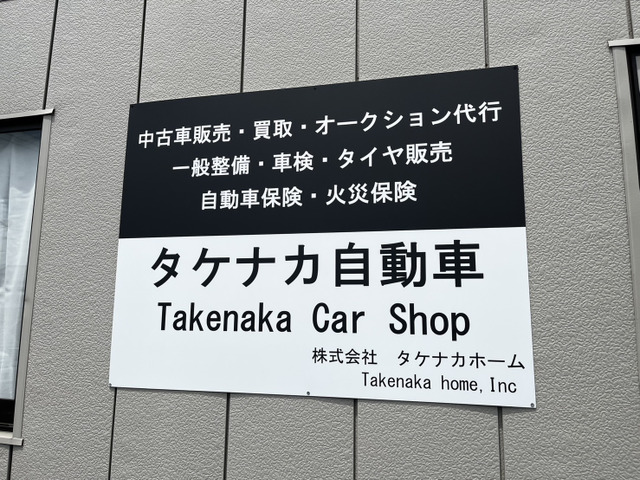 中古車販売・買取・オークション代行
一般整備・車検・タイヤ販売
自動車保険・火災保険
タケナカ自動車
Takenaka Car Shop
株式会社　タケナカホーム
Takenaka home,Inc